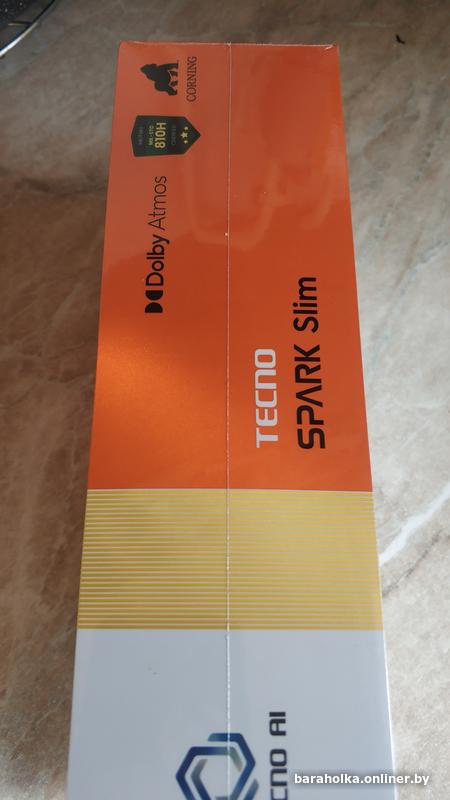 CORNING
MIL-STD
810H
Dolby Atmos
TECNO
SPARK Slim
CNO AI
baraholka.onliner.by